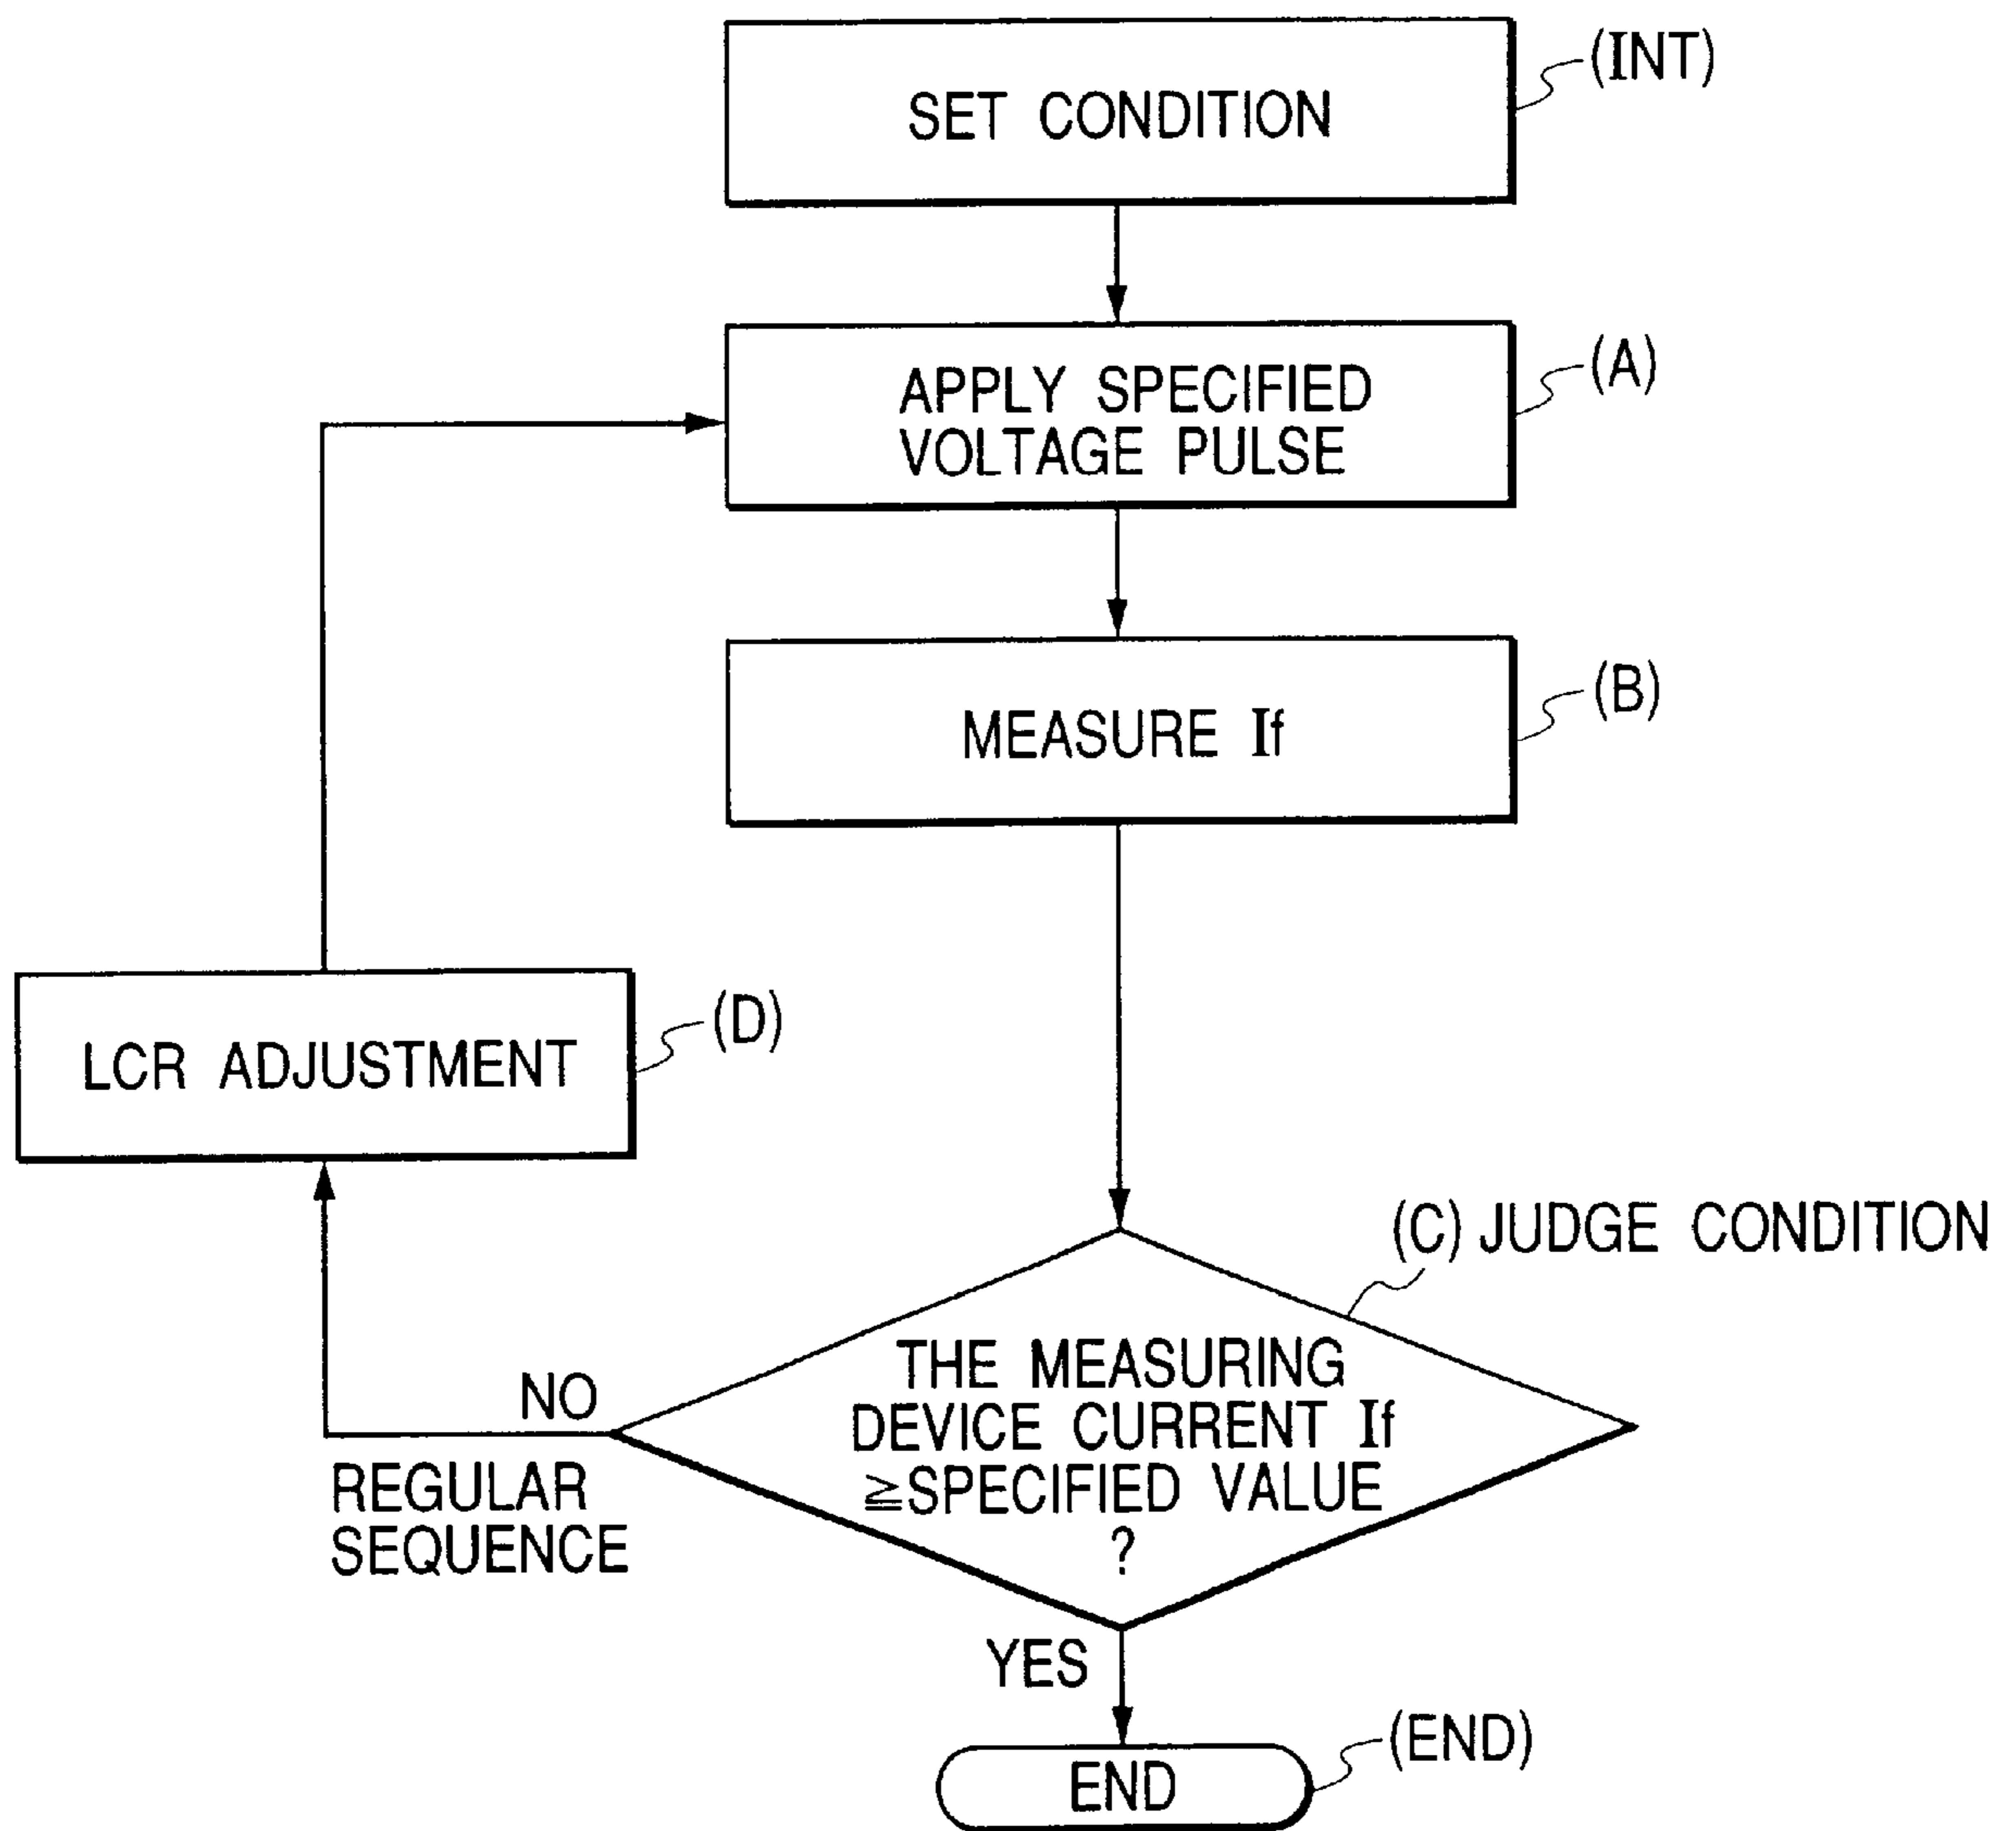 (INT)
SET CONDITION
(A)
APPLY SPECIFIED
VOLTAGE PULSE
(B)
MEASURE If
(D)
LCR ADJUSTMENT
(C) JUDGE CONDITION
THE MEASURING
DEVICE CURRENT If
≧SPECIFIED VALUE
?
NO
REGULAR
SEQUENCE
YES
(END)
END